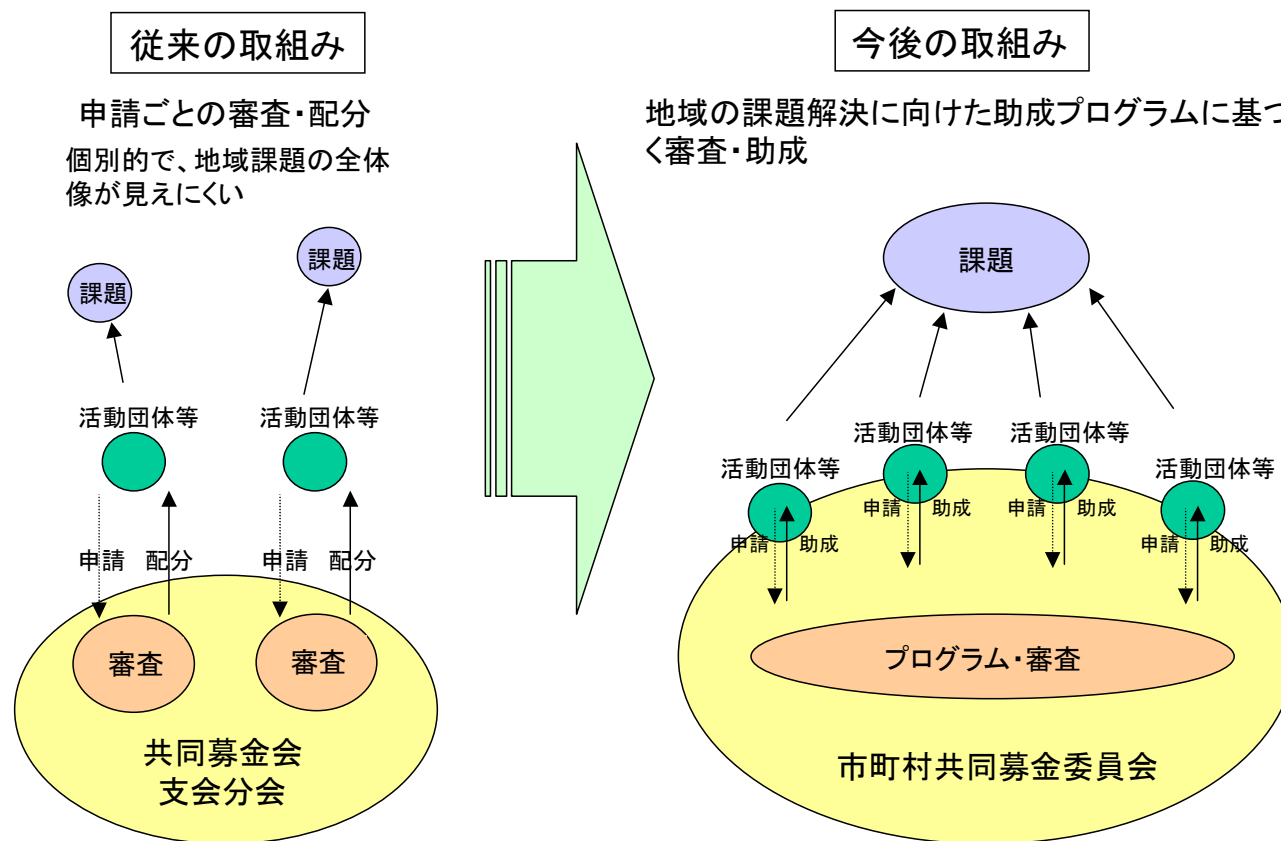 従来の取組み
申請ごとの審査・配分
個別的で、地域課題の全体
像が見えにくい
課題
課題
活動団体等
活動団体等
申請
配分
申請
配分
審査
審査
共同募金会
支会分会
今後の取組み
地域の課題解決に向けた助成プログラムに基づ
く審査・助成
課題
活動団体等
活動団体等
活動団体等
活動団体等
申請
助成
申請
助成
申請
助成
申請
助成
プログラム・審査
市町村共同募金委員会